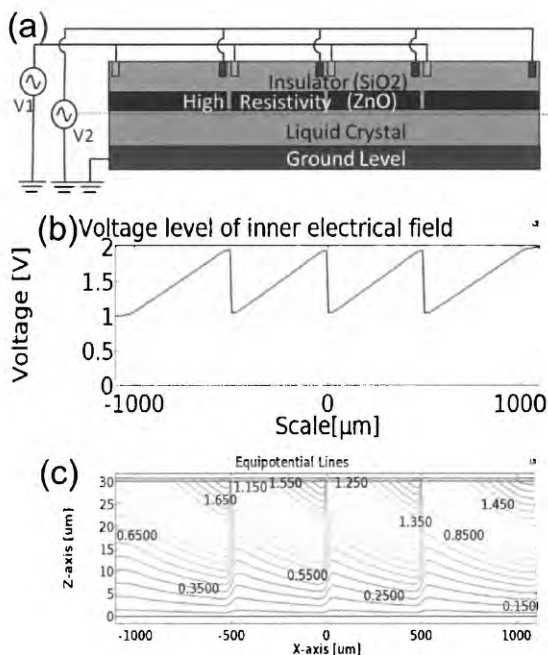 (a)
V1
V2
Insulator (SiO2)
High Resistivity (ZnO)
Liquid Crystal
Ground Level
(b) Voltage level of inner electrical field
Voltage [V]
2
1.5
1
0.5
0
-1000 0 1000
Scale[µm]
(c)
Equipotential Lines
Z-axis [um]
30
25
20
15
10
5
0
1.150 1.550 1.250
1.650 1.450
1.350
0.6500 0.8500
0.3500 0.5500 0.2500
0.150
-1000 -500 0 500 1000
X-axis [um]